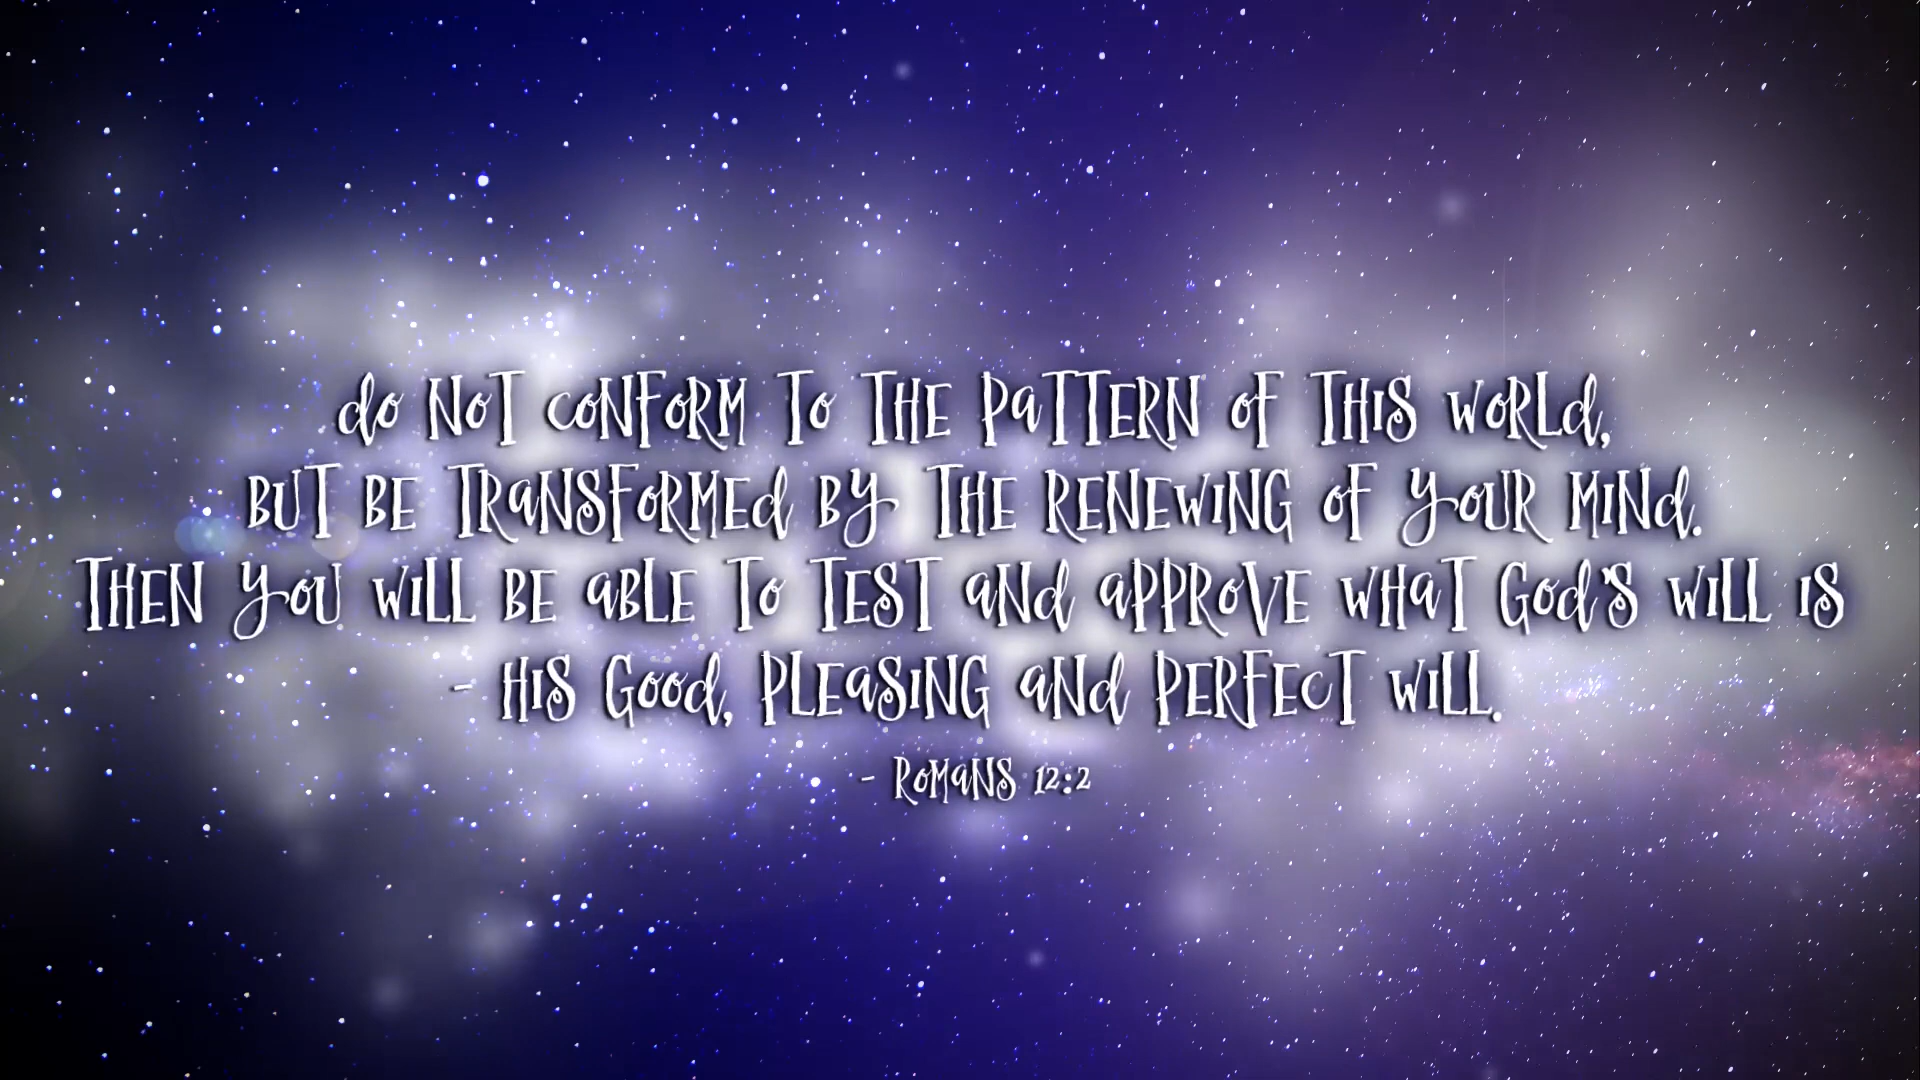 do NOT CONFORM TO THE PATTERN OF THIS WORLd,
BUT BE TRANSFORMEd BY THE RENEWING OF YOUR MINd.
THEN YOU WILL BE ABLE TO TEST ANd APPROVE WHAT God'S WILL IS
- HIS Good, PLEASING ANd PERFECT WILL.
- ROMANS 12:2